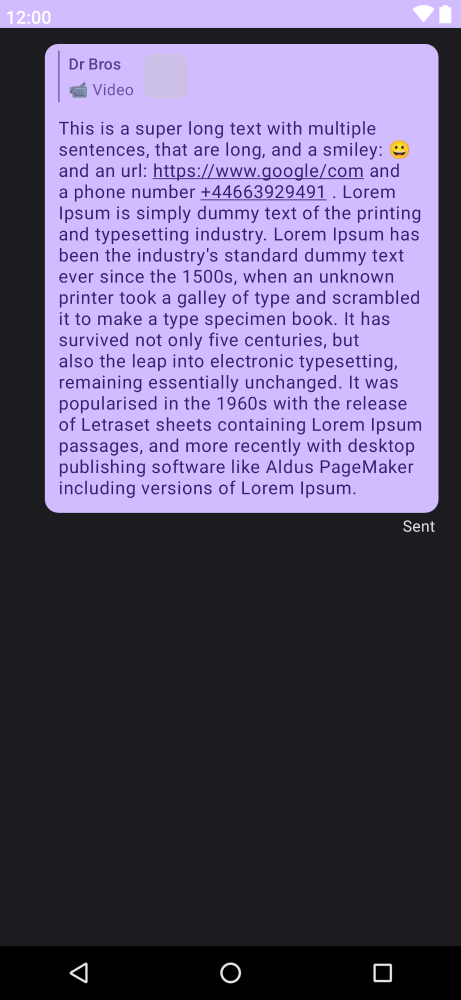 12:00
Dr Bros
📹 Video
This is a super long text with multiple
sentences, that are long, and a smiley: 😀
and an url: https://www.google/com and
a phone number +44663929491 . Lorem
Ipsum is simply dummy text of the printing
and typesetting industry. Lorem Ipsum has
been the industry's standard dummy text
ever since the 1500s, when an unknown
printer took a galley of type and scrambled
it to make a type specimen book. It has
survived not only five centuries, but
also the leap into electronic typesetting,
remaining essentially unchanged. It was
popularised in the 1960s with the release
of Letraset sheets containing Lorem Ipsum
passages, and more recently with desktop
publishing software like Aldus PageMaker
including versions of Lorem Ipsum.
Sent